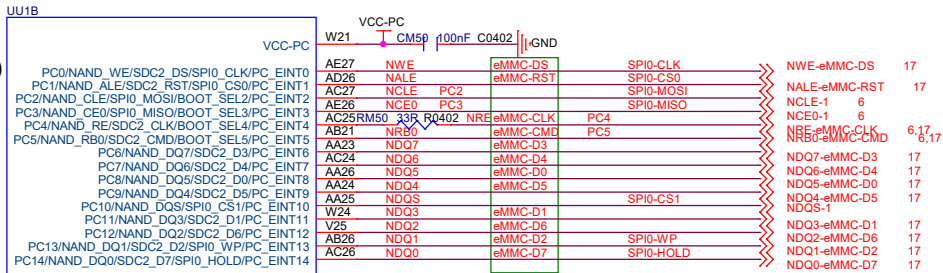 UU1B
VCC-PC
VCC-PC W21 CM50 100nF C0402 GND
PC0/NAND_WE/SDC2_DS/SPI0_CLK/PC_EINT0 AE27 NWE eMMC-DS SPI0-CLK NWE-eMMC-DS 17
PC1/NAND_ALE/SDC2_RST/SPI0_CS0/PC_EINT1 AD26 NALE eMMC-RST SPI0-CS0 NALE-eMMC-RST 17
PC2/NAND_CLE/SPI0_MOSI/BOOT_SEL2/PC_EINT2 AC27 NCLE PC2 SPI0-MOSI NCLE-1 6
PC3/NAND_CE0/SPI0_MISO/BOOT_SEL3/PC_EINT3 AE26 NCE0 PC3 SPI0-MISO NCE0-1 6
PC4/NAND_RE/SDC2_CLK/BOOT_SEL4/PC_EINT4 AC25 RM50 33R R0402 NRE eMMC-CLK PC4 NRE-eMMC-CLK 6,17
PC5/NAND_RB0/SDC2_CMD/BOOT_SEL5/PC_EINT5 AB21 NRB0 eMMC-CMD PC5 NRB0-eMMC-CMD 6,17
PC6/NAND_DQ7/SDC2_D3/PC_EINT6 AA23 NDQ7 eMMC-D3 NDQ7-eMMC-D3 17
PC7/NAND_DQ6/SDC2_D4/PC_EINT7 AC24 NDQ6 eMMC-D4 NDQ6-eMMC-D4 17
PC8/NAND_DQ5/SDC2_D0/PC_EINT8 AA26 NDQ5 eMMC-D0 NDQ5-eMMC-D0 17
PC9/NAND_DQ4/SDC2_D5/PC_EINT9 AA24 NDQ4 eMMC-D5 NDQ4-eMMC-D5 17
PC10/NAND_DQS/SPI0_CS1/PC_EINT10 AA25 NDQS SPI0-CS1 NDQS-1
PC11/NAND_DQ3/SDC2_D1/PC_EINT11 W24 NDQ3 eMMC-D1 NDQ3-eMMC-D1 17
PC12/NAND_DQ2/SDC2_D6/PC_EINT12 V25 NDQ2 eMMC-D6 NDQ2-eMMC-D6 17
PC13/NAND_DQ1/SDC2_D2/SPI0_WP/PC_EINT13 AB26 NDQ1 eMMC-D2 SPI0-WP NDQ1-eMMC-D2 17
PC14/NAND_DQ0/SDC2_D7/SPI0_HOLD/PC_EINT14 AC26 NDQ0 eMMC-D7 SPI0-HOLD NDQ0-eMMC-D7 17